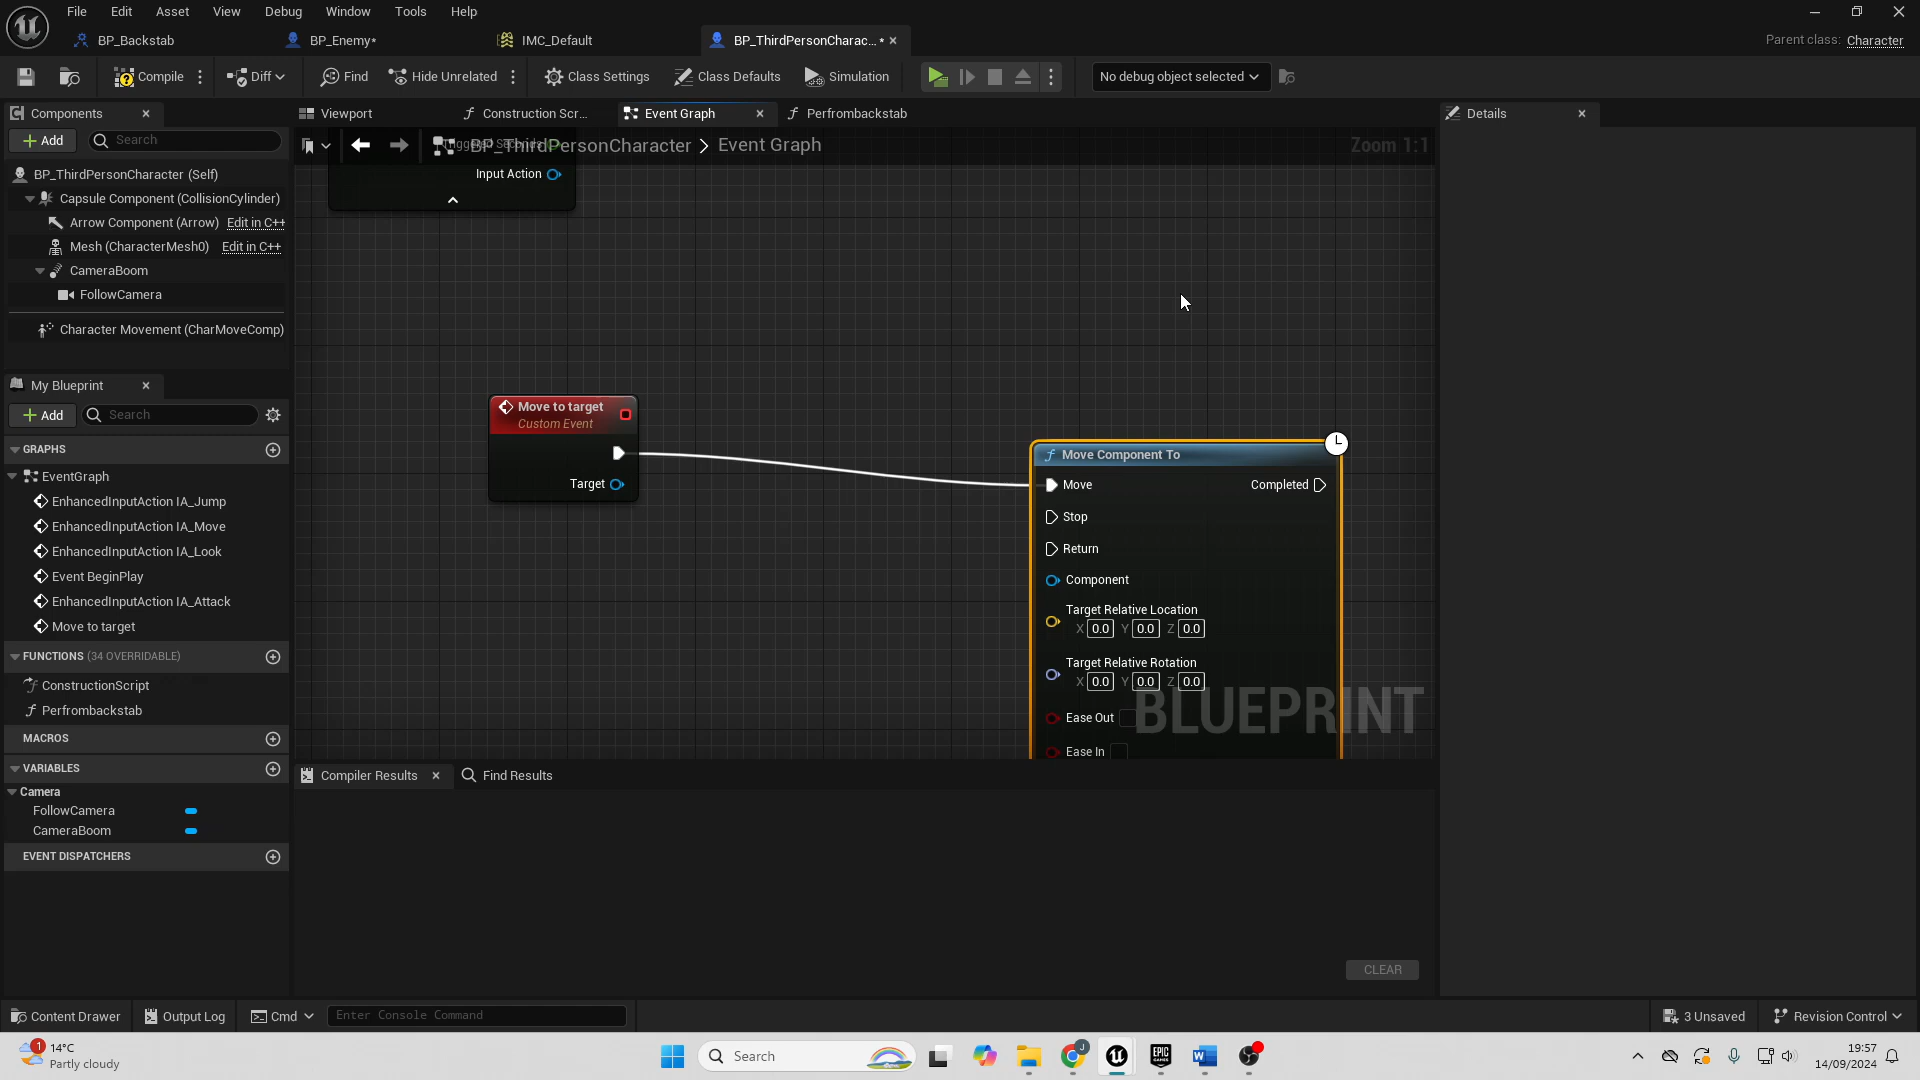 File Edit Asset View Debug Window Tools Help
BP_Backstab BP_Enemy* IMC_Default BP_ThirdPersonCharac...* Parent class: Character
Compile Diff Find Hide Unrelated Class Settings Class Defaults Simulation No debug object selected
Components Viewport Construction Scr... Event Graph Perfrombackstab Details
Add Search
BP_ThirdPersonCharacter > Event Graph Zoom 1:1
Triggered Seconds
Input Action
BP_ThirdPersonCharacter (Self)
Capsule Component (CollisionCylinder)
Arrow Component (Arrow) Edit in C++
Mesh (CharacterMesh0) Edit in C++
CameraBoom
FollowCamera
Character Movement (CharMoveComp)
My Blueprint
Add Search
GRAPHS
EventGraph
EnhancedInputAction IA_Jump
EnhancedInputAction IA_Move
EnhancedInputAction IA_Look
Event BeginPlay
EnhancedInputAction IA_Attack
Move to target
FUNCTIONS (34 OVERRIDABLE)
ConstructionScript
Perfrombackstab
MACROS
VARIABLES
Camera
FollowCamera
CameraBoom
EVENT DISPATCHERS
Move to target
Custom Event
Target
Move Component To
Move Completed
Stop
Return
Component
Target Relative Location
X 0.0 Y 0.0 Z 0.0
Target Relative Rotation
X 0.0 Y 0.0 Z 0.0
Ease Out
Ease In
BLUEPRINT
Compiler Results Find Results
CLEAR
Content Drawer Output Log Cmd Enter Console Command 3 Unsaved Revision Control
1 14°C
Partly cloudy
Search
EPIC GAMES
19:57
14/09/2024